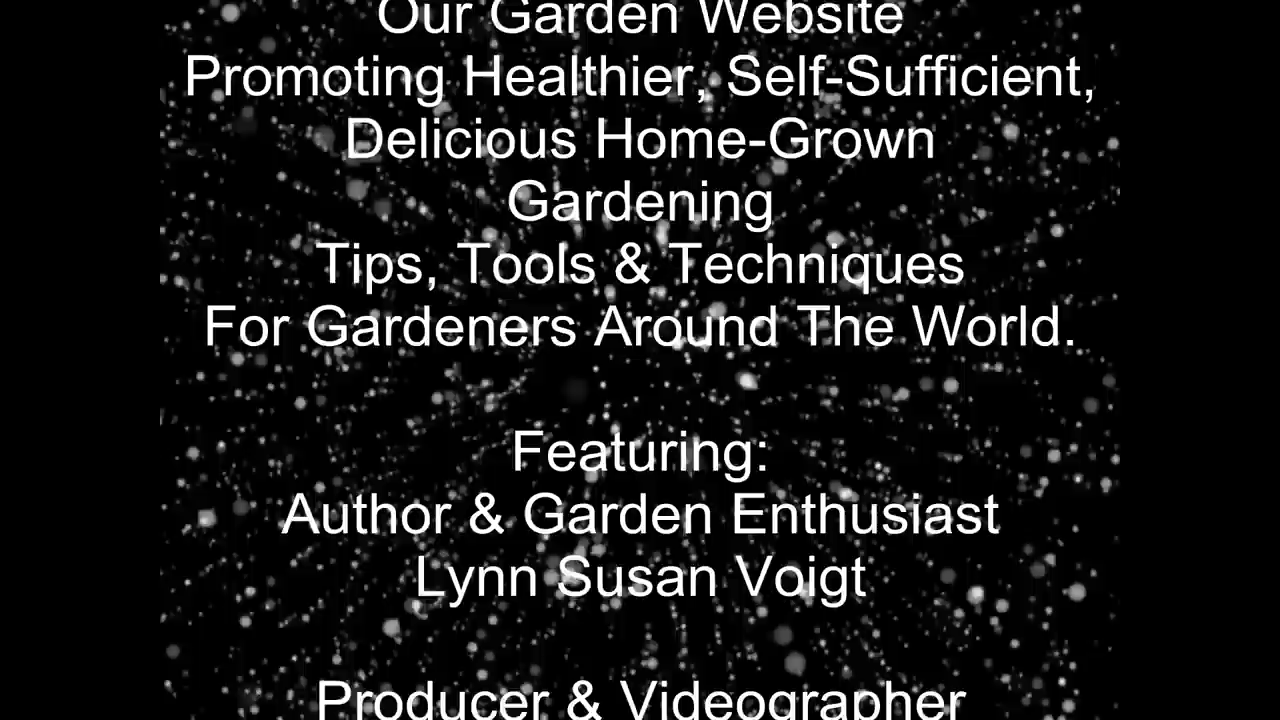 Our Garden Website
Promoting Healthier, Self-Sufficient,
Delicious Home-Grown
Gardening
Tips, Tools & Techniques
For Gardeners Around The World.
Featuring:
Author & Garden Enthusiast
Lynn Susan Voigt
Producer & Videographer